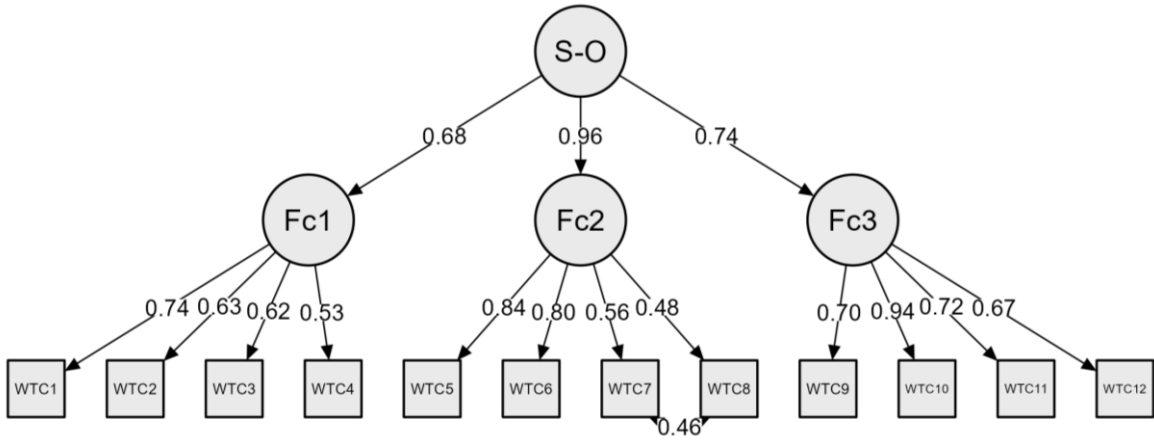 S-O
0.68 0.96 0.74
Fc1 Fc2 Fc3
0.74 0.63 0.62 0.53 0.84 0.80 0.56 0.48 0.70 0.94 0.72 0.67
WTC1 WTC2 WTC3 WTC4 WTC5 WTC6 WTC7 WTC8 WTC9 WTC10 WTC11 WTC12
0.46